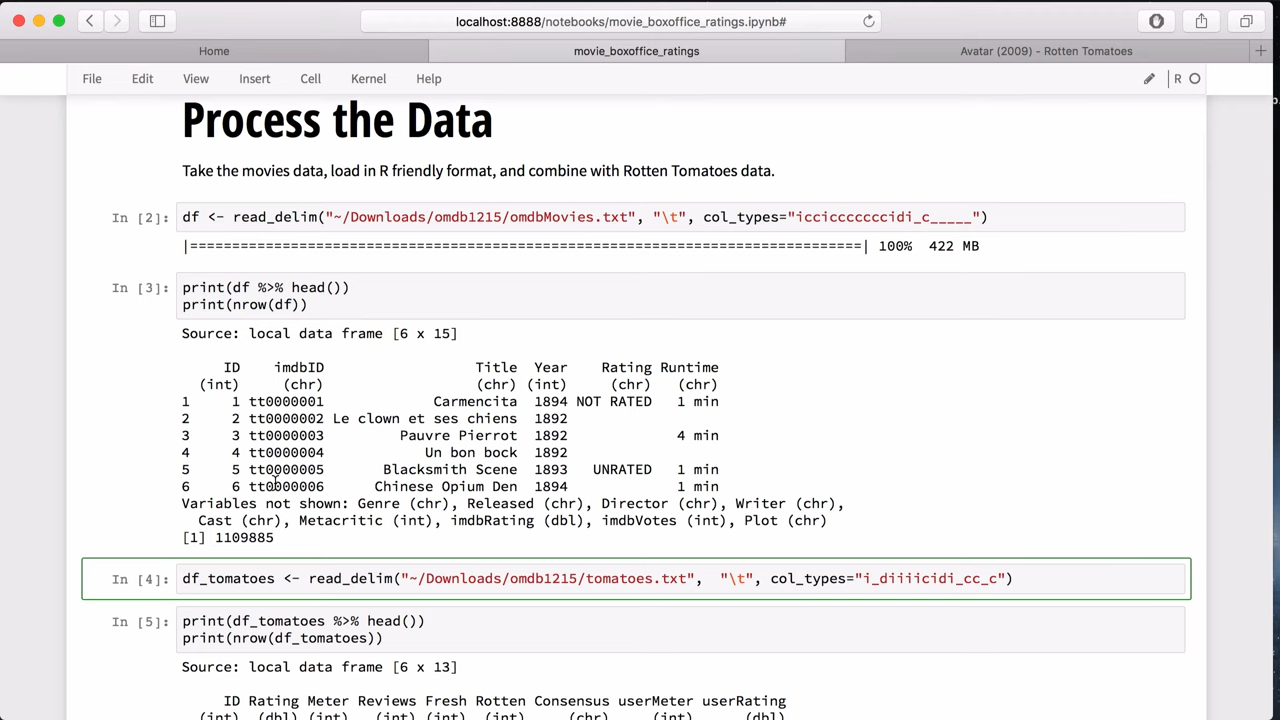 localhost:8888/notebooks/movie_boxoffice_ratings.ipynb#
Home movie_boxoffice_ratings Avatar (2009) - Rotten Tomatoes
File Edit View Insert Cell Kernel Help R
Process the Data
Take the movies data, load in R friendly format, and combine with Rotten Tomatoes data.
In [2]: df <- read_delim("~/Downloads/omdb1215/omdbMovies.txt", "\t", col_types="iccicccccccidi_c_____")
|================================================================================| 100% 422 MB
In [3]: print(df %>% head())
print(nrow(df))
Source: local data frame [6 x 15]
ID imdbID Title Year Rating Runtime
(int) (chr) (chr) (int) (chr) (chr)
1 1 tt0000001 Carmencita 1894 NOT RATED 1 min
2 2 tt0000002 Le clown et ses chiens 1892
3 3 tt0000003 Pauvre Pierrot 1892 4 min
4 4 tt0000004 Un bon bock 1892
5 5 tt0000005 Blacksmith Scene 1893 UNRATED 1 min
6 6 tt0000006 Chinese Opium Den 1894 1 min
Variables not shown: Genre (chr), Released (chr), Director (chr), Writer (chr),
Cast (chr), Metacritic (int), imdbRating (dbl), imdbVotes (int), Plot (chr)
[1] 1109885
In [4]: df_tomatoes <- read_delim("~/Downloads/omdb1215/tomatoes.txt", "\t", col_types="i_diiiicidi_cc_c")
In [5]: print(df_tomatoes %>% head())
print(nrow(df_tomatoes))
Source: local data frame [6 x 13]
ID Rating Meter Reviews Fresh Rotten Consensus userMeter userRating
(int) (dbl) (int) (int) (int) (int) (chr) (int) (dbl)